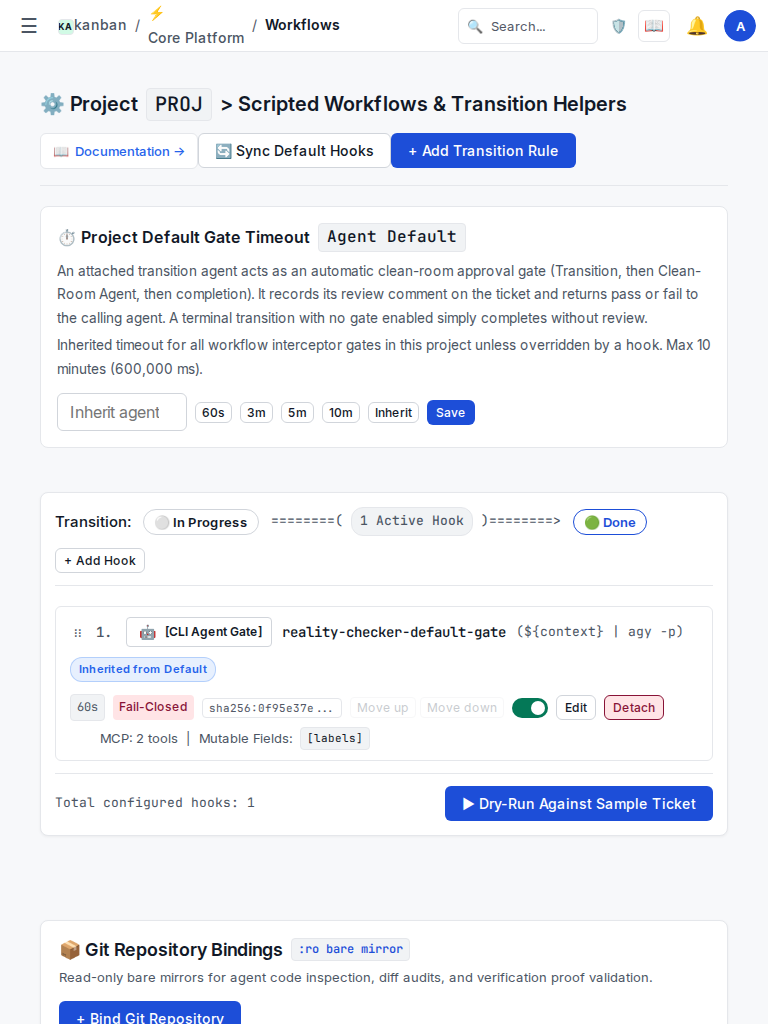 ☰ KA kanban / ⚡ Core Platform / Workflows 🔍 Search... 🛡️ 📖 🔔 A
⚙️ Project PROJ > Scripted Workflows & Transition Helpers
📖 Documentation → 🔄 Sync Default Hooks + Add Transition Rule
⏱️ Project Default Gate Timeout Agent Default
An attached transition agent acts as an automatic clean-room approval gate (Transition, then Clean-
Room Agent, then completion). It records its review comment on the ticket and returns pass or fail to
the calling agent. A terminal transition with no gate enabled simply completes without review.
Inherited timeout for all workflow interceptor gates in this project unless overridden by a hook. Max 10
minutes (600,000 ms).
Inherit agent 60s 3m 5m 10m Inherit Save
Transition: ⚪ In Progress ========( 1 Active Hook )========> 🟢 Done
+ Add Hook
⠿ 1. 🤖 [CLI Agent Gate] reality-checker-default-gate (${context} | agy -p)
Inherited from Default
60s Fail-Closed sha256:0f95e37e... Move up Move down Edit Detach
MCP: 2 tools | Mutable Fields: [labels]
Total configured hooks: 1 ▶ Dry-Run Against Sample Ticket
📦 Git Repository Bindings :ro bare mirror
Read-only bare mirrors for agent code inspection, diff audits, and verification proof validation.
+ Bind Git Repository